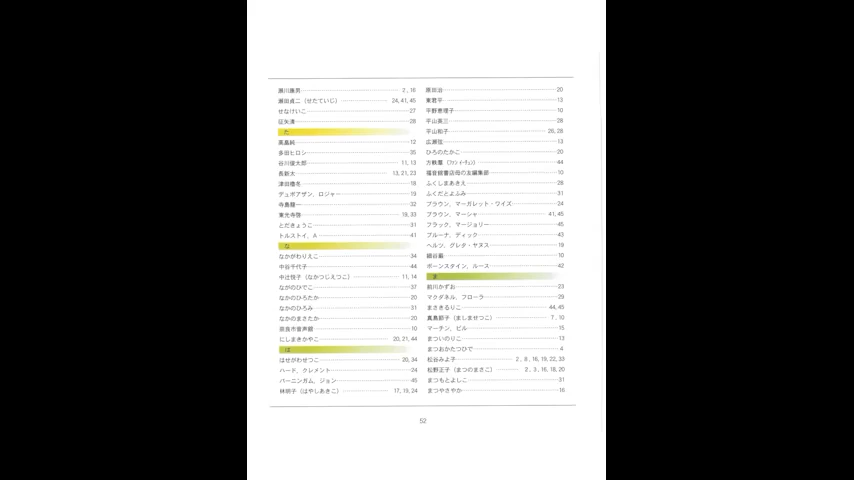 瀬川康男 7, 16
瀬田貞二（せたていじ） 24, 41, 45
せなけいこ 27
征矢清 28
た
高畠純 12
多田ヒロシ 35
谷川俊太郎 11, 13
長新太 13, 21, 23
津田櫓冬 18
デュボアザン, ロジャー 19
寺島龍一 32
東光寺啓 19, 33
とだきょうこ 31
トルストイ, A 41
な
なかがわりえこ 34
中谷千代子 44
中辻悦子（なかつじえつこ） 11, 14
ながのひでこ 37
なかのひろたか 20
なかのひろみ 31
なかのまさたか 20
奈良市音声館 10
にしまきかやこ 20, 21, 44
は
はせがわせつこ 20, 34
ハード, クレメント 24
バーニンガム, ジョン 45
林明子（はやしあきこ） 17, 19, 24
原田治 20
東君平 13
平野恵理子 10
平山英三 28
平山和子 26, 28
広瀬弦 13
ひろのたかこ 20
方軼羣（ファン イーチュン） 44
福音館書店母の友編集部 10
ふくしまあきえ 26
ふくだとよふみ 31
ブラウン, マーガレット・ワイズ 24
ブラウン, マーシャ 41, 45
フラック, マージョリー 45
ブルーナ, ディック 43
ヘルツ, グレタ・ヤヌス 19
細谷巖 10
ボーンスタイン, ルース 42
ま
前川かずお 23
マクダネル, フローラ 29
まさきるりこ 44, 45
真島節子（ましませつこ） 7, 10
マーチン, ビル 15
まついのりこ 13
まつおかたつひで 4
松谷みよ子 2, 8, 16, 19, 22, 33
松野正子（まつのまさこ） 2, 3, 16, 18, 20
まつもとよしこ 31
まつやさやか 16
52